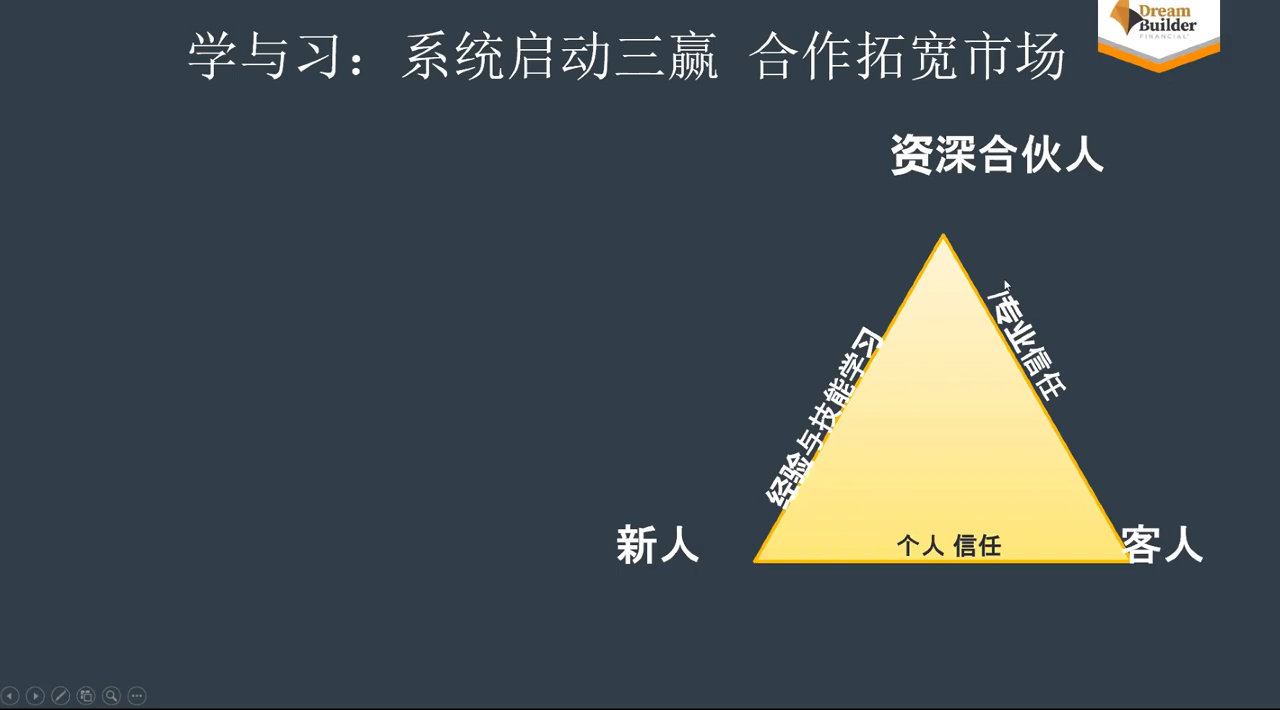 学与习：系统启动三赢 合作拓宽市场
Dream
Builder
FINANCIAL
资深合伙人
经验与技能学习
专业信任
新人
个人 信任
客人